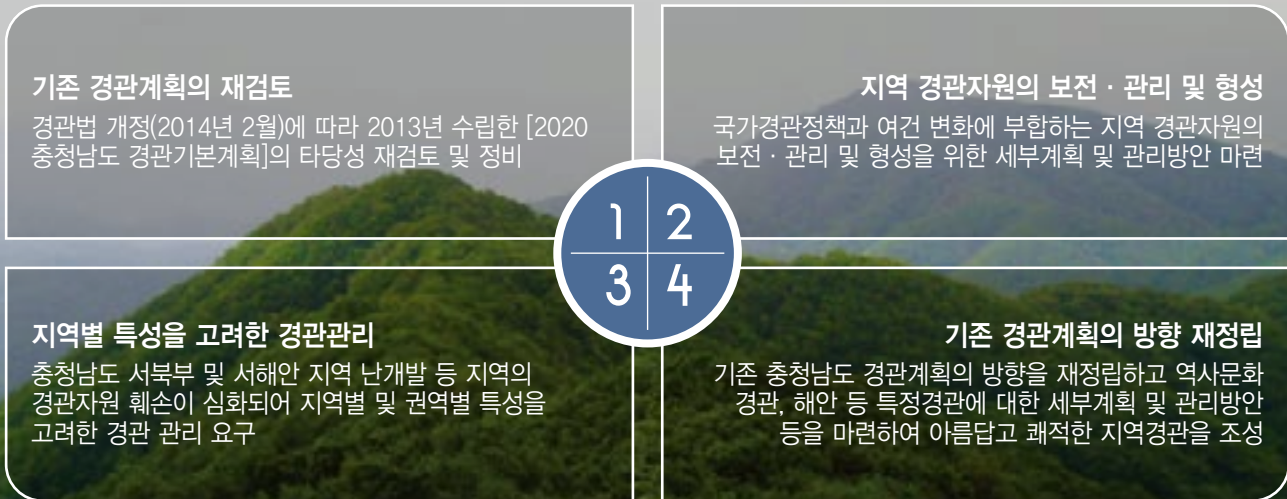 기존 경관계획의 재검토
경관법 개정(2014년 2월)에 따라 2013년 수립한 [2020
충청남도 경관기본계획]의 타당성 재검토 및 정비
지역 경관자원의 보전 · 관리 및 형성
국가경관정책과 여건 변화에 부합하는 지역 경관자원의
보전 · 관리 및 형성을 위한 세부계획 및 관리방안 마련
1 2
3 4
지역별 특성을 고려한 경관관리
충청남도 서북부 및 서해안 지역 난개발 등 지역의
경관자원 훼손이 심화되어 지역별 및 권역별 특성을
고려한 경관 관리 요구
기존 경관계획의 방향 재정립
기존 충청남도 경관계획의 방향을 재정립하고 역사문화
경관, 해안 등 특정경관에 대한 세부계획 및 관리방안
등을 마련하여 아름답고 쾌적한 지역경관을 조성